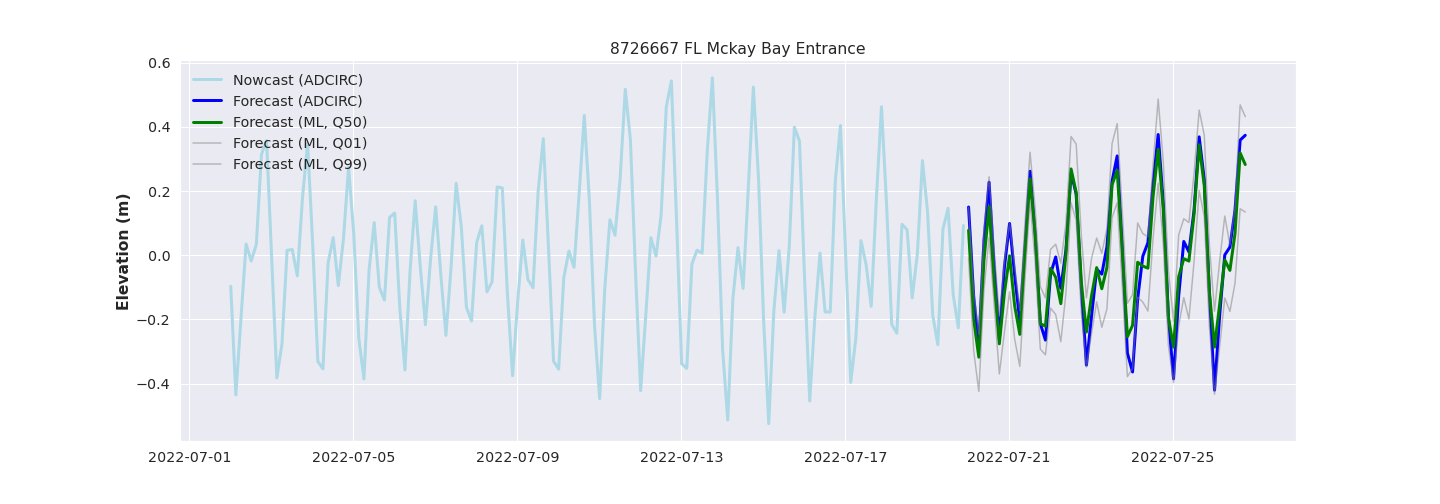 8726667 FL Mckay Bay Entrance
Elevation (m)
0.6
0.4
0.2
0.0
−0.2
−0.4
Nowcast (ADCIRC)
Forecast (ADCIRC)
Forecast (ML, Q50)
Forecast (ML, Q01)
Forecast (ML, Q99)
2022-07-01 2022-07-05 2022-07-09 2022-07-13 2022-07-17 2022-07-21 2022-07-25